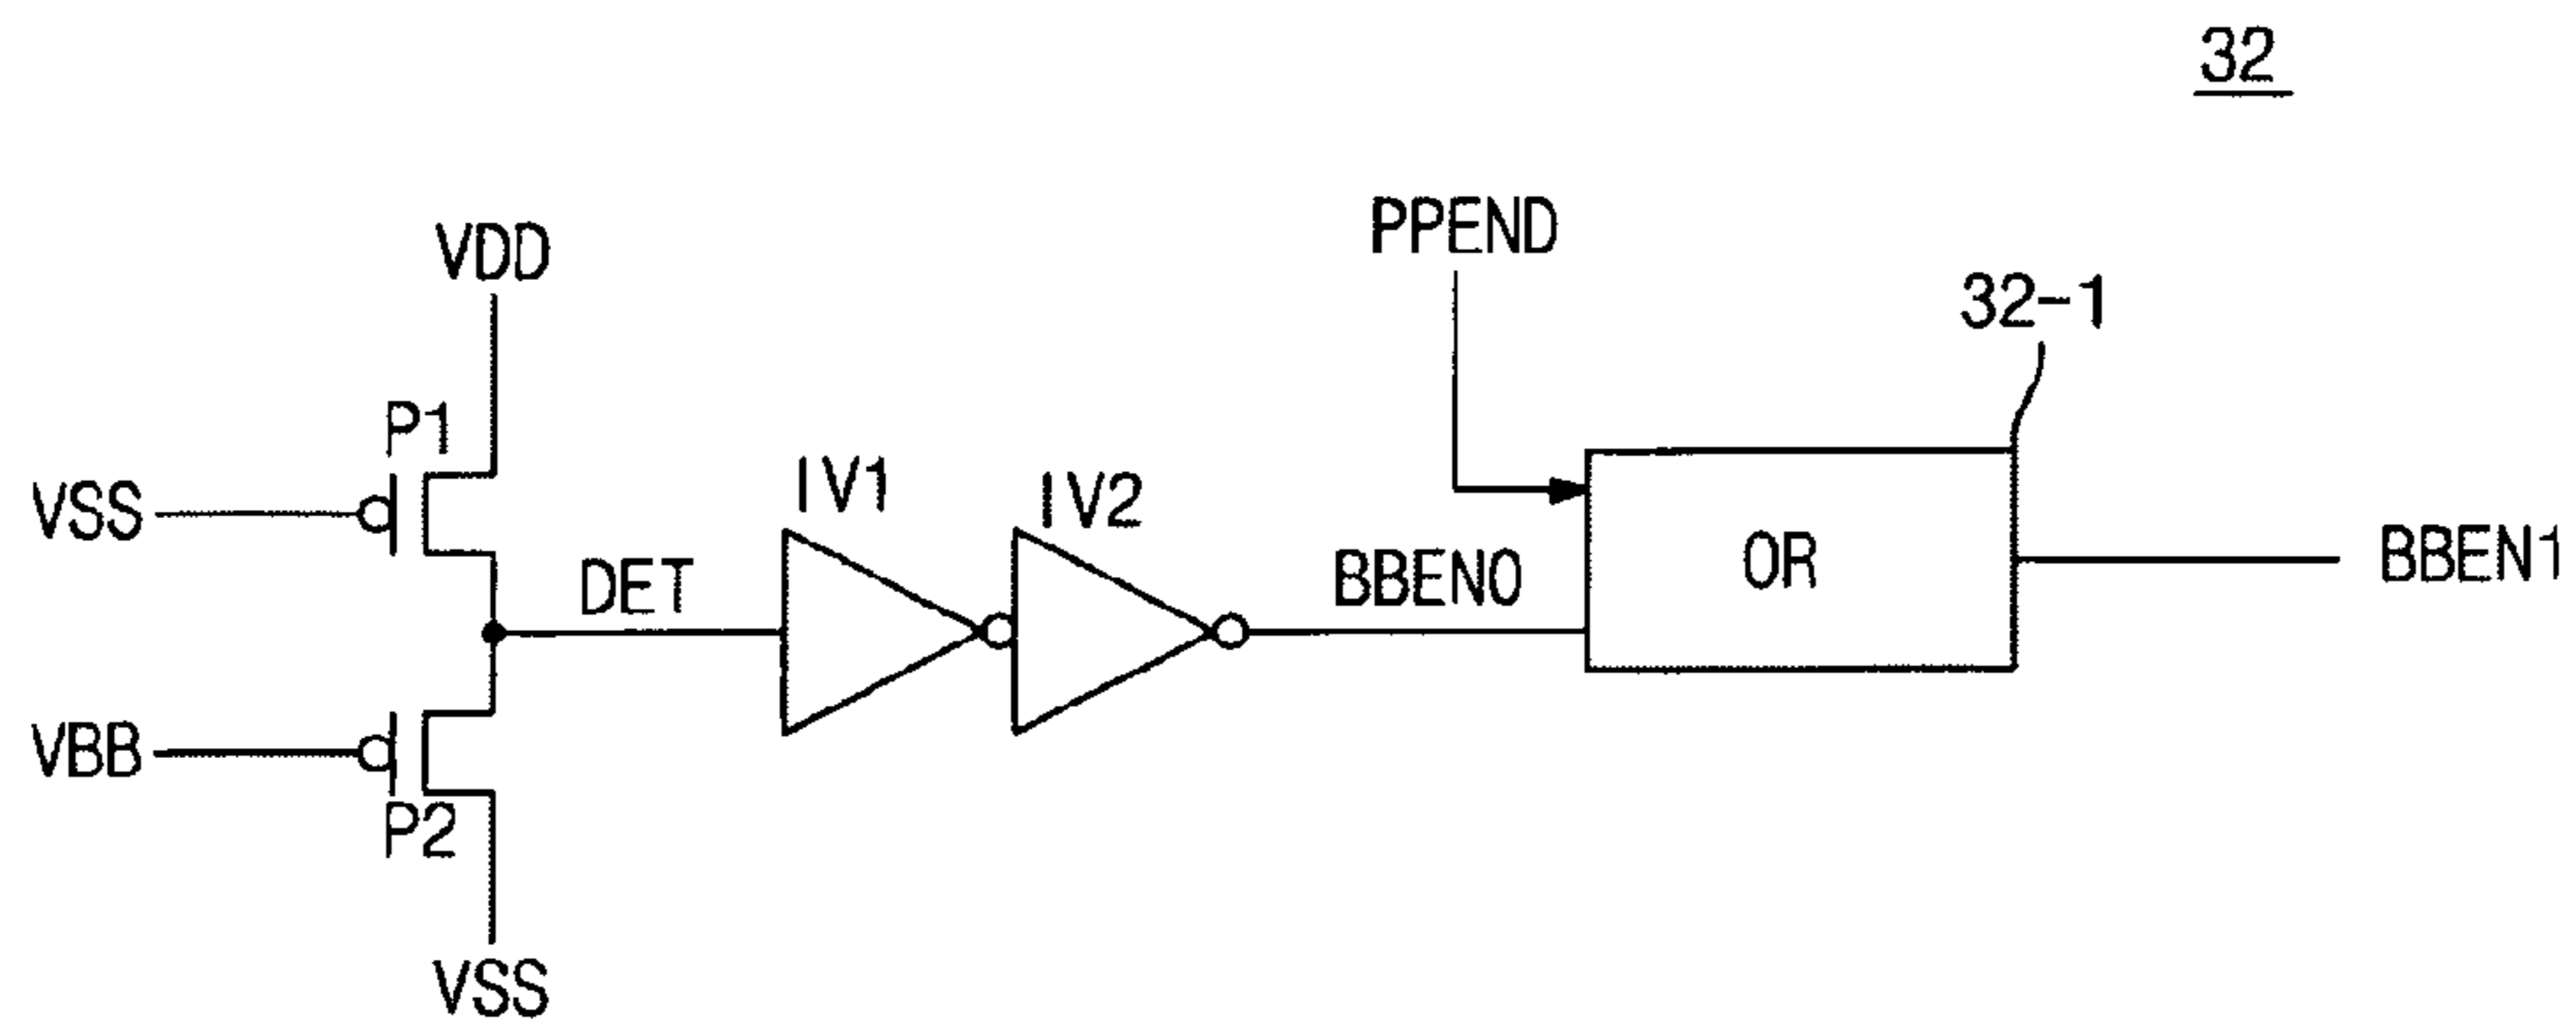 32
VDD
PPEND
32-1
P1
VSS
IV1
IV2
DET
BBEN0
OR
BBEN1
VBB
P2
VSS